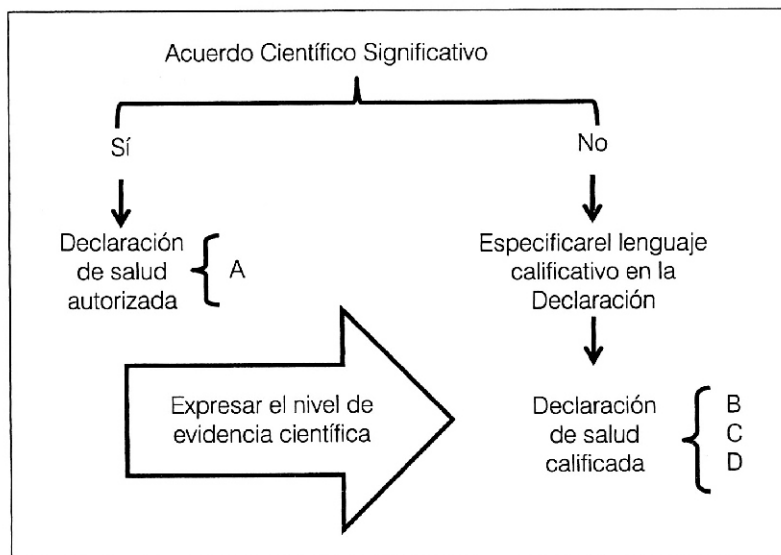 Acuerdo Científico Significativo
Sí
No
Declaración
de salud
autorizada
A
Especificarel lenguaje
calificativo en la
Declaración
Expresar el nivel de
evidencia científica
Declaración
de salud
calificada
B
C
D